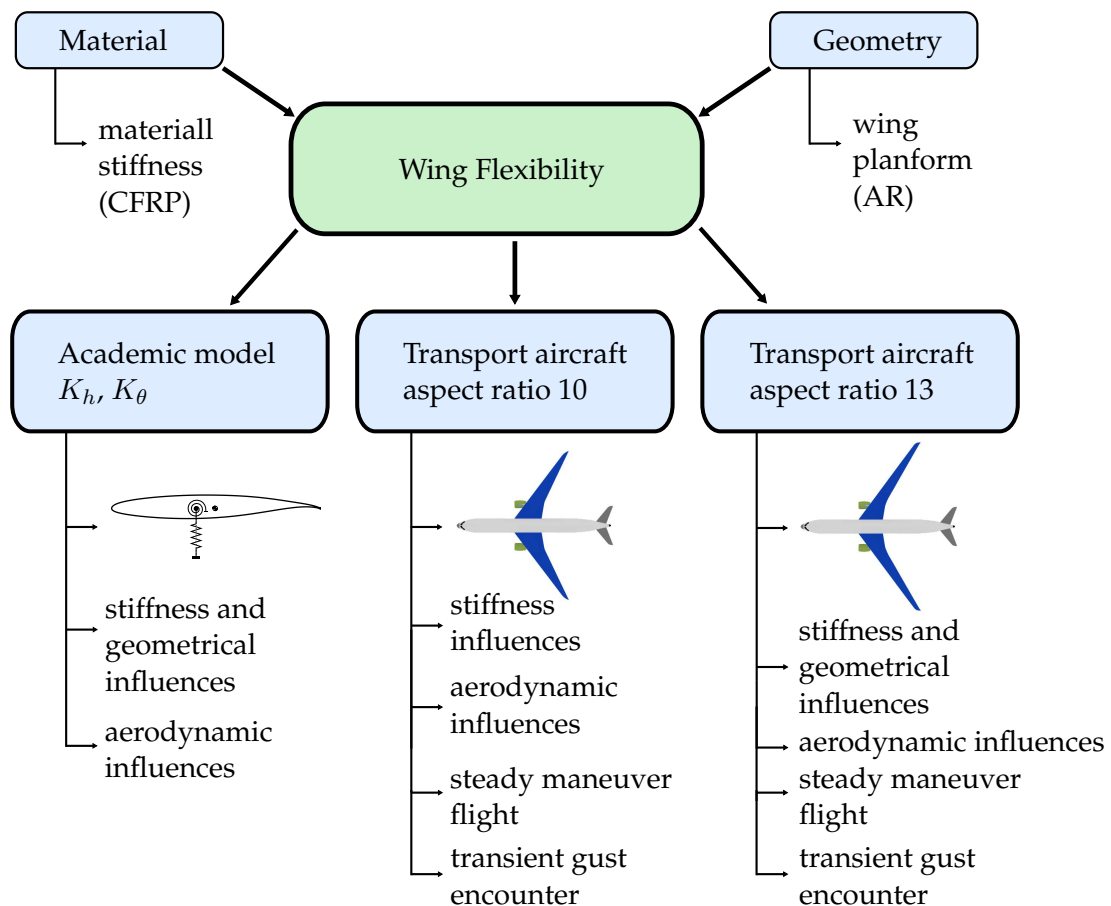 Material
Geometry
materiall
stiffness
(CFRP)
wing
planform
(AR)
Wing Flexibility
Academic model
K_h, K_θ
Transport aircraft
aspect ratio 10
Transport aircraft
aspect ratio 13
stiffness and
geometrical
influences
aerodynamic
influences
stiffness
influences
aerodynamic
influences
steady maneuver
flight
transient gust
encounter
stiffness and
geometrical
influences
aerodynamic influences
steady maneuver
flight
transient gust
encounter